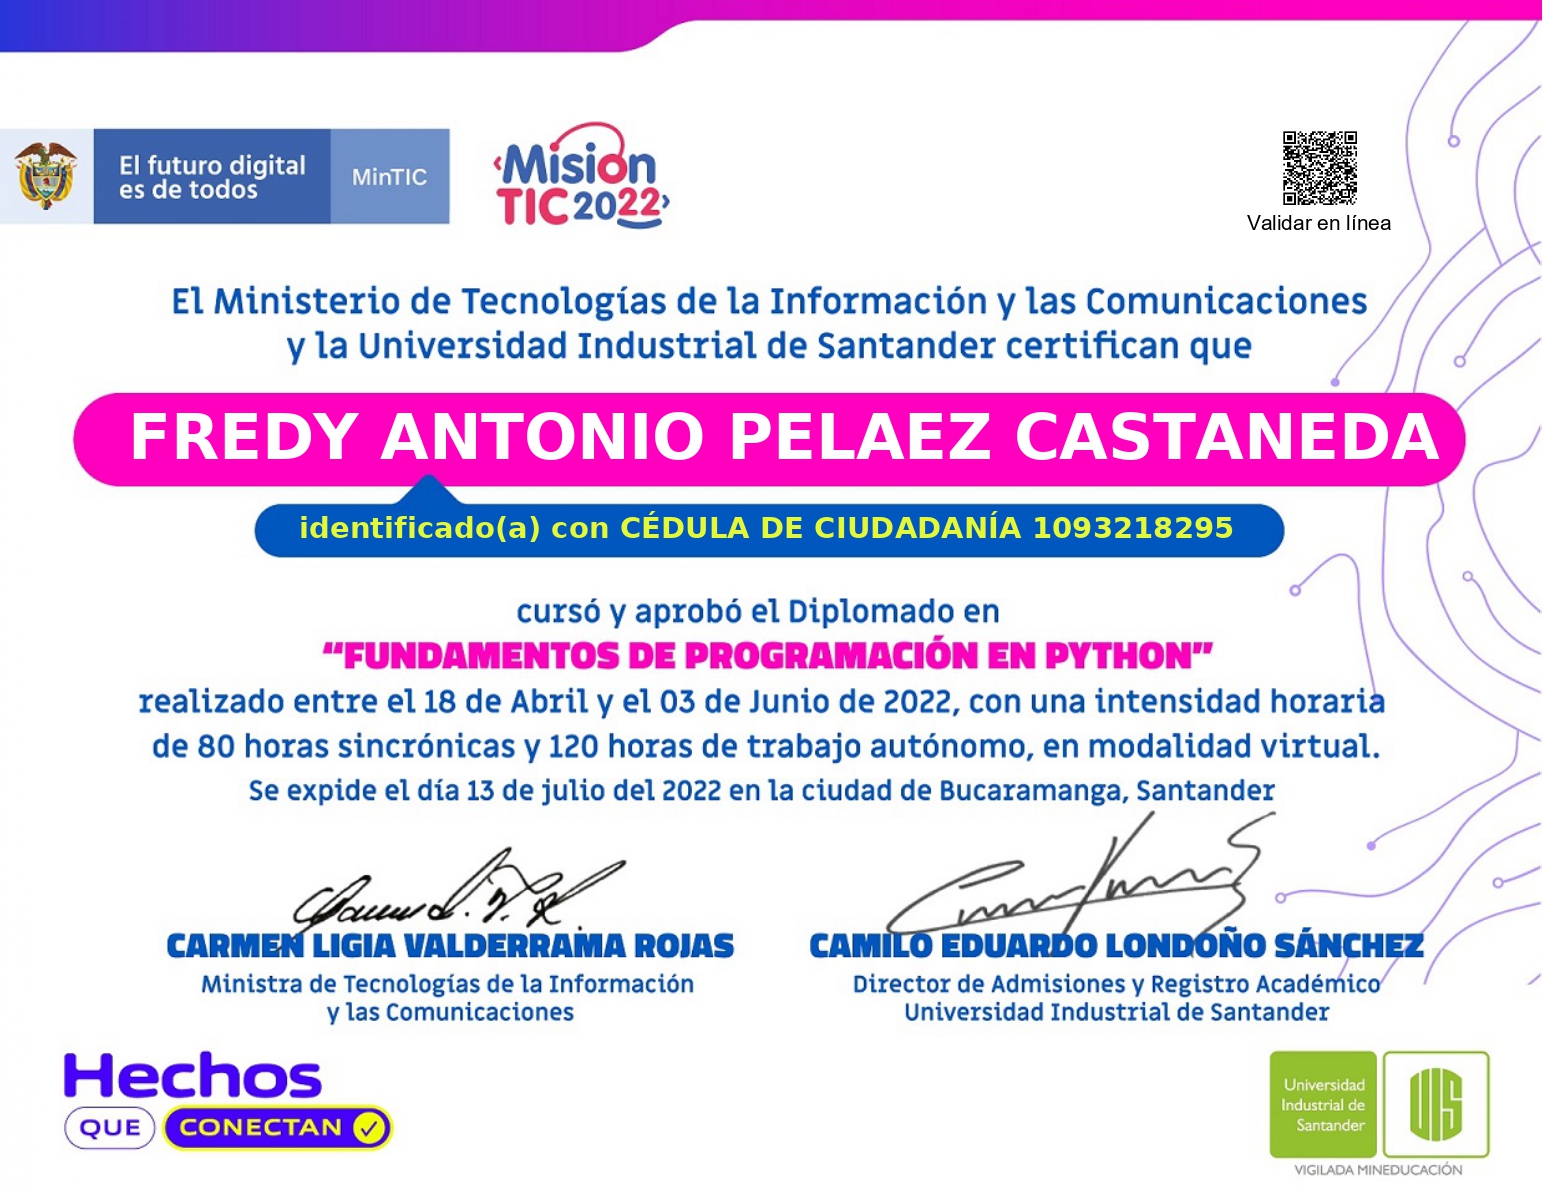 El futuro digital
es de todos
MinTIC
‹Misión
TIC 2022›
Validar en línea
El Ministerio de Tecnologías de la Información y las Comunicaciones
y la Universidad Industrial de Santander certifican que
FREDY ANTONIO PELAEZ CASTANEDA
identificado(a) con CÉDULA DE CIUDADANÍA 1093218295
cursó y aprobó el Diplomado en
“FUNDAMENTOS DE PROGRAMACIÓN EN PYTHON”
realizado entre el 18 de Abril y el 03 de Junio de 2022, con una intensidad horaria
de 80 horas sincrónicas y 120 horas de trabajo autónomo, en modalidad virtual.
Se expide el día 13 de julio del 2022 en la ciudad de Bucaramanga, Santander
CARMEN LIGIA VALDERRAMA ROJAS
Ministra de Tecnologías de la Información
y las Comunicaciones
CAMILO EDUARDO LONDOÑO SÁNCHEZ
Director de Admisiones y Registro Académico
Universidad Industrial de Santander
Hechos
QUE CONECTAN
Universidad
Industrial de
Santander
UIS
VIGILADA MINEDUCACIÓN